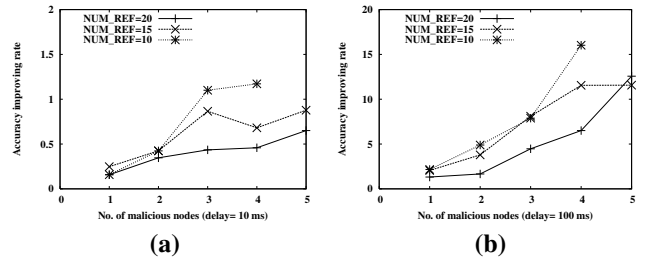 NUM_REF=20
NUM_REF=15
NUM_REF=10
Accuracy improving rate
2
1.5
1
0.5
0
0 1 2 3 4 5
No. of malicious nodes (delay= 10 ms)
(a)
NUM_REF=20
NUM_REF=15
NUM_REF=10
Accuracy improving rate
20
15
10
5
0
0 1 2 3 4 5
No. of malicious nodes (delay= 100 ms)
(b)